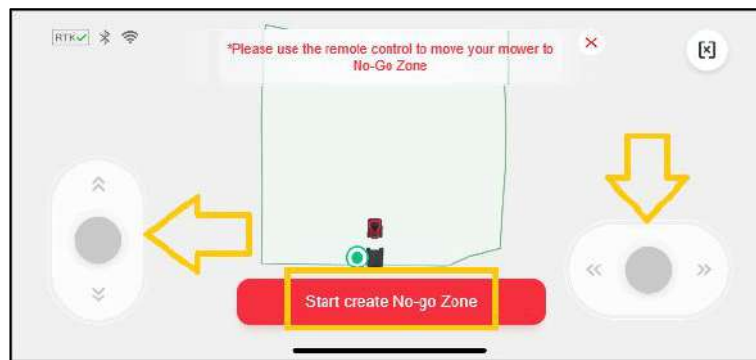 RTK
*Please use the remote control to move your mower to
No-Go Zone
Start create No-go Zone